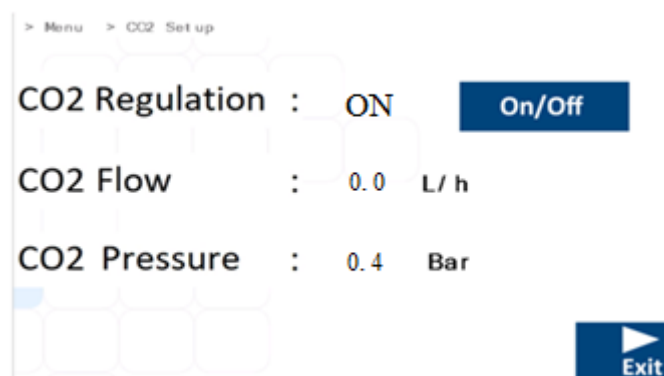 > Menu > CO2 Set up
CO2 Regulation : ON On/Off
CO2 Flow : 0.0 L/h
CO2 Pressure : 0.4 Bar
Exit